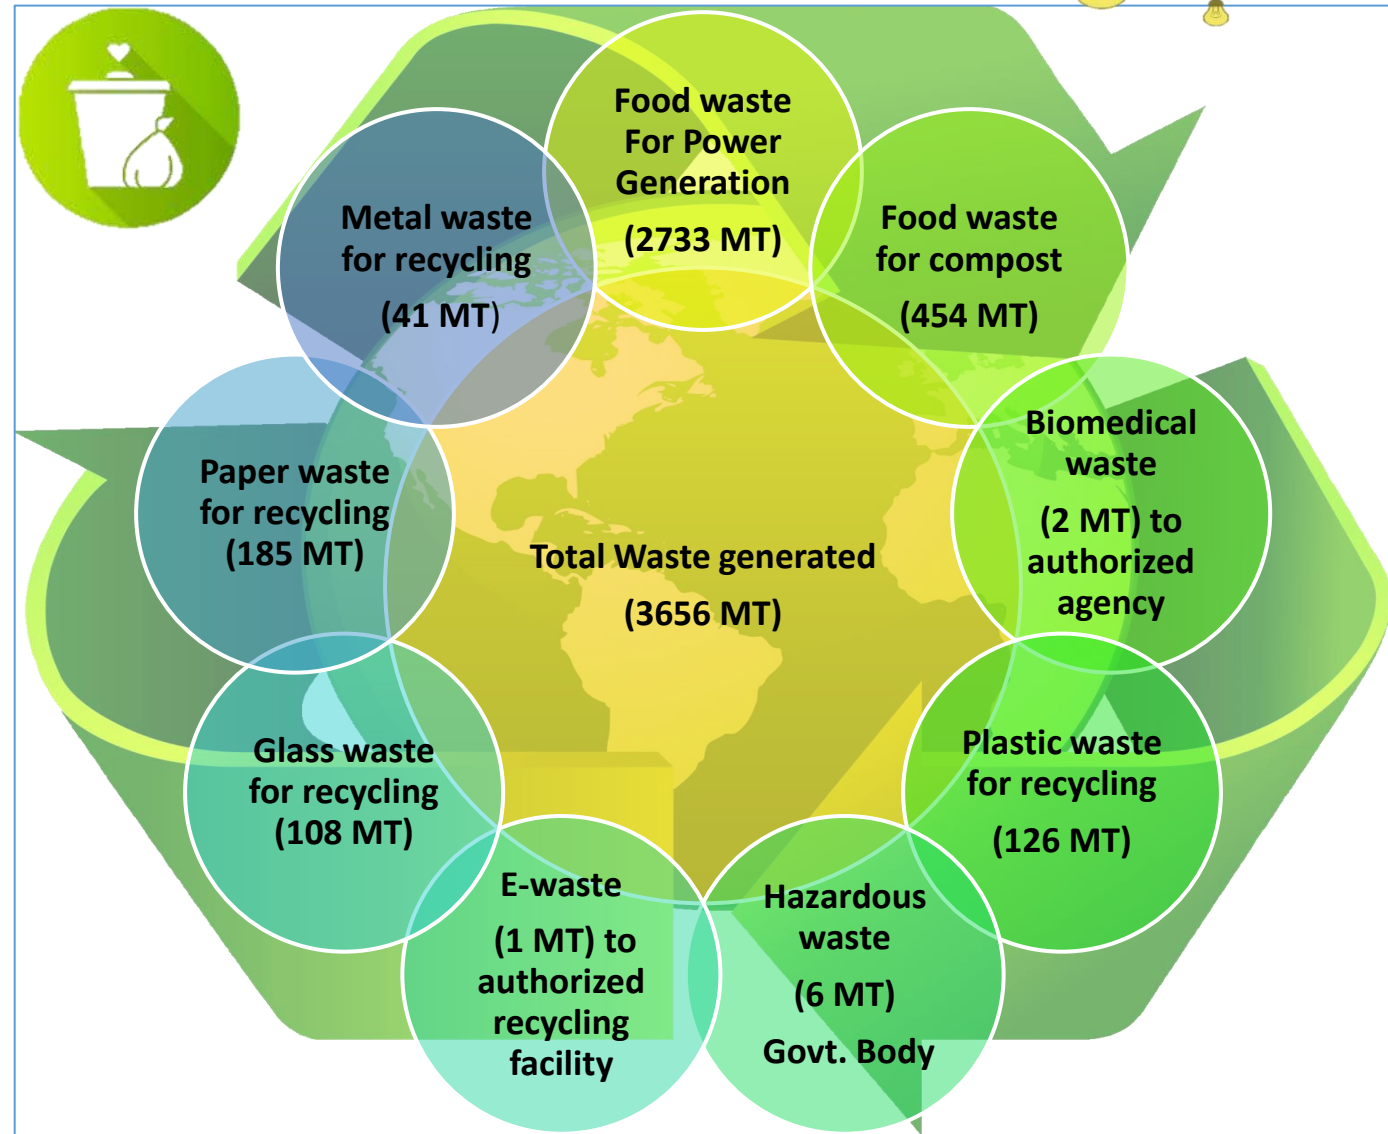 Food waste
For Power
Generation
(2733 MT)
Food waste
for compost
(454 MT)
Biomedical
waste
(2 MT) to
authorized
agency
Plastic waste
for recycling
(126 MT)
Hazardous
waste
(6 MT)
Govt. Body
E-waste
(1 MT) to
authorized
recycling
facility
Glass waste
for recycling
(108 MT)
Paper waste
for recycling
(185 MT)
Metal waste
for recycling
(41 MT)
Total Waste generated
(3656 MT)